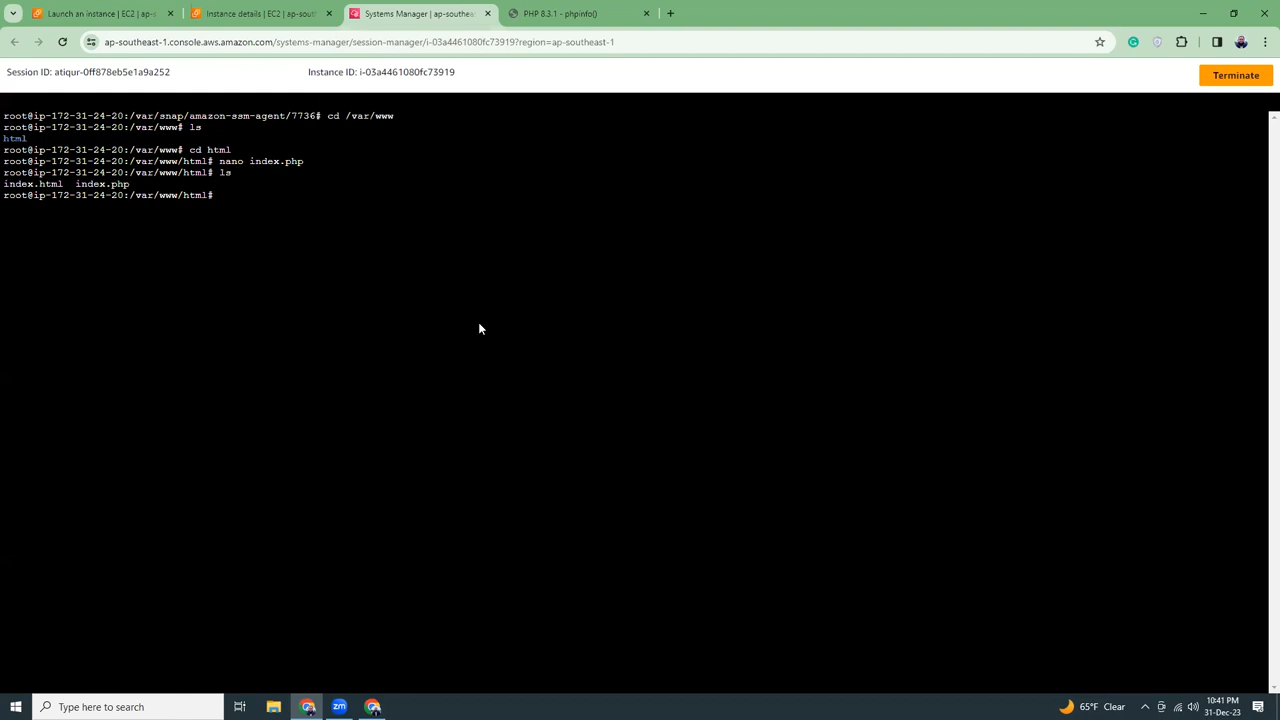 Launch an instance | EC2 | ap-s
Instance details | EC2 | ap-sout
Systems Manager | ap-southeas
PHP 8.3.1 - phpinfo()
ap-southeast-1.console.aws.amazon.com/systems-manager/session-manager/i-03a4461080fc73919?region=ap-southeast-1
Session ID: atiqur-0ff878eb5e1a9a252
Instance ID: i-03a4461080fc73919
Terminate
root@ip-172-31-24-20:/var/snap/amazon-ssm-agent/7736# cd /var/www
root@ip-172-31-24-20:/var/www# ls
html
root@ip-172-31-24-20:/var/www# cd html
root@ip-172-31-24-20:/var/www/html# nano index.php
root@ip-172-31-24-20:/var/www/html# ls
index.html  index.php
root@ip-172-31-24-20:/var/www/html#
Type here to search
zm
65°F Clear
10:41 PM
31-Dec-23